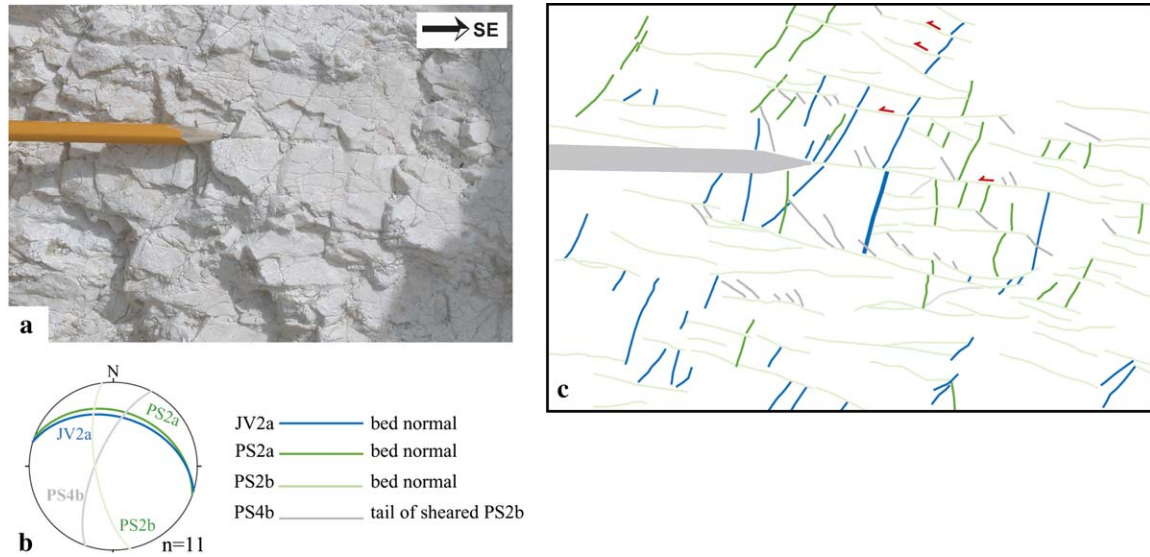 SE
a
c
N
PS2a
JV2a
PS4b
PS2b
b
n=11
JV2a bed normal
PS2a bed normal
PS2b bed normal
PS4b tail of sheared PS2b